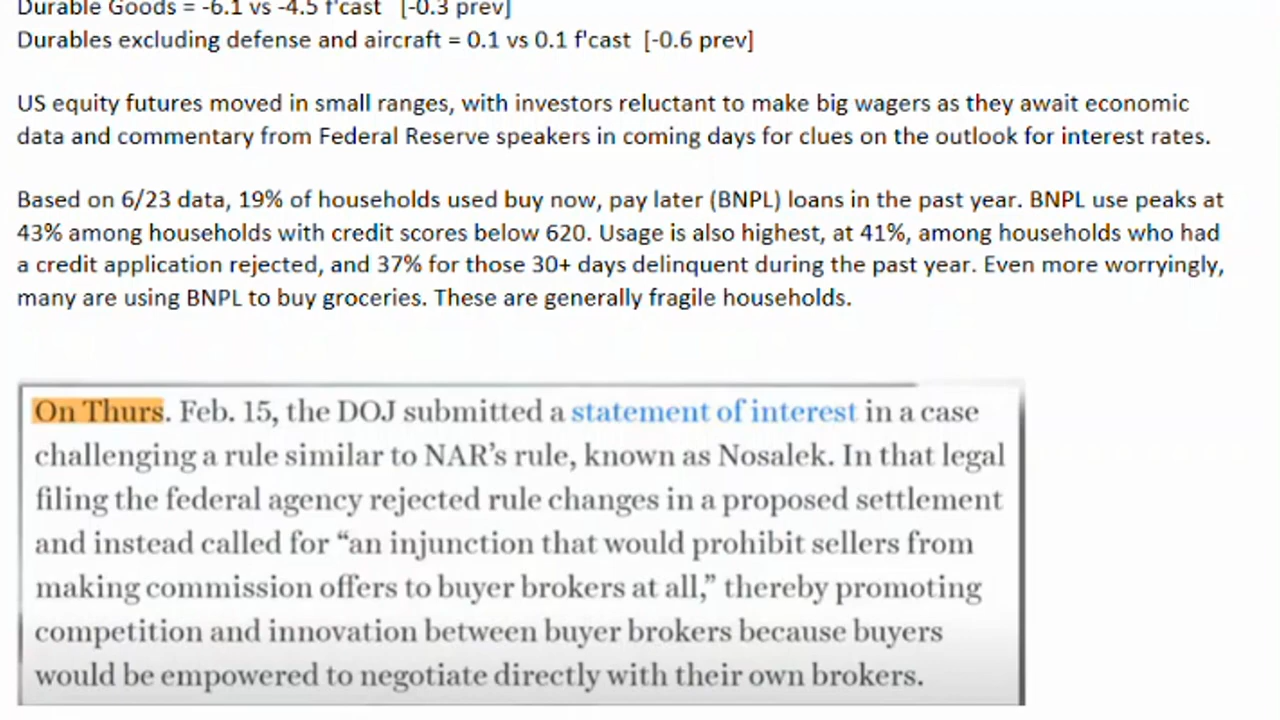 Durable Goods = -6.1 vs -4.5 f'cast [-0.3 prev]
Durables excluding defense and aircraft = 0.1 vs 0.1 f'cast [-0.6 prev]
US equity futures moved in small ranges, with investors reluctant to make big wagers as they await economic
data and commentary from Federal Reserve speakers in coming days for clues on the outlook for interest rates.
Based on 6/23 data, 19% of households used buy now, pay later (BNPL) loans in the past year. BNPL use peaks at
43% among households with credit scores below 620. Usage is also highest, at 41%, among households who had
a credit application rejected, and 37% for those 30+ days delinquent during the past year. Even more worryingly,
many are using BNPL to buy groceries. These are generally fragile households.
On Thurs. Feb. 15, the DOJ submitted a statement of interest in a case
challenging a rule similar to NAR’s rule, known as Nosalek. In that legal
filing the federal agency rejected rule changes in a proposed settlement
and instead called for “an injunction that would prohibit sellers from
making commission offers to buyer brokers at all,” thereby promoting
competition and innovation between buyer brokers because buyers
would be empowered to negotiate directly with their own brokers.